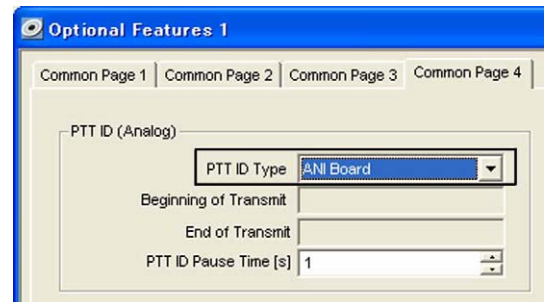 Optional Features 1
Common Page 1 Common Page 2 Common Page 3 Common Page 4
PTT ID (Analog)
PTT ID Type ANI Board
Beginning of Transmit
End of Transmit
PTT ID Pause Time [s] 1